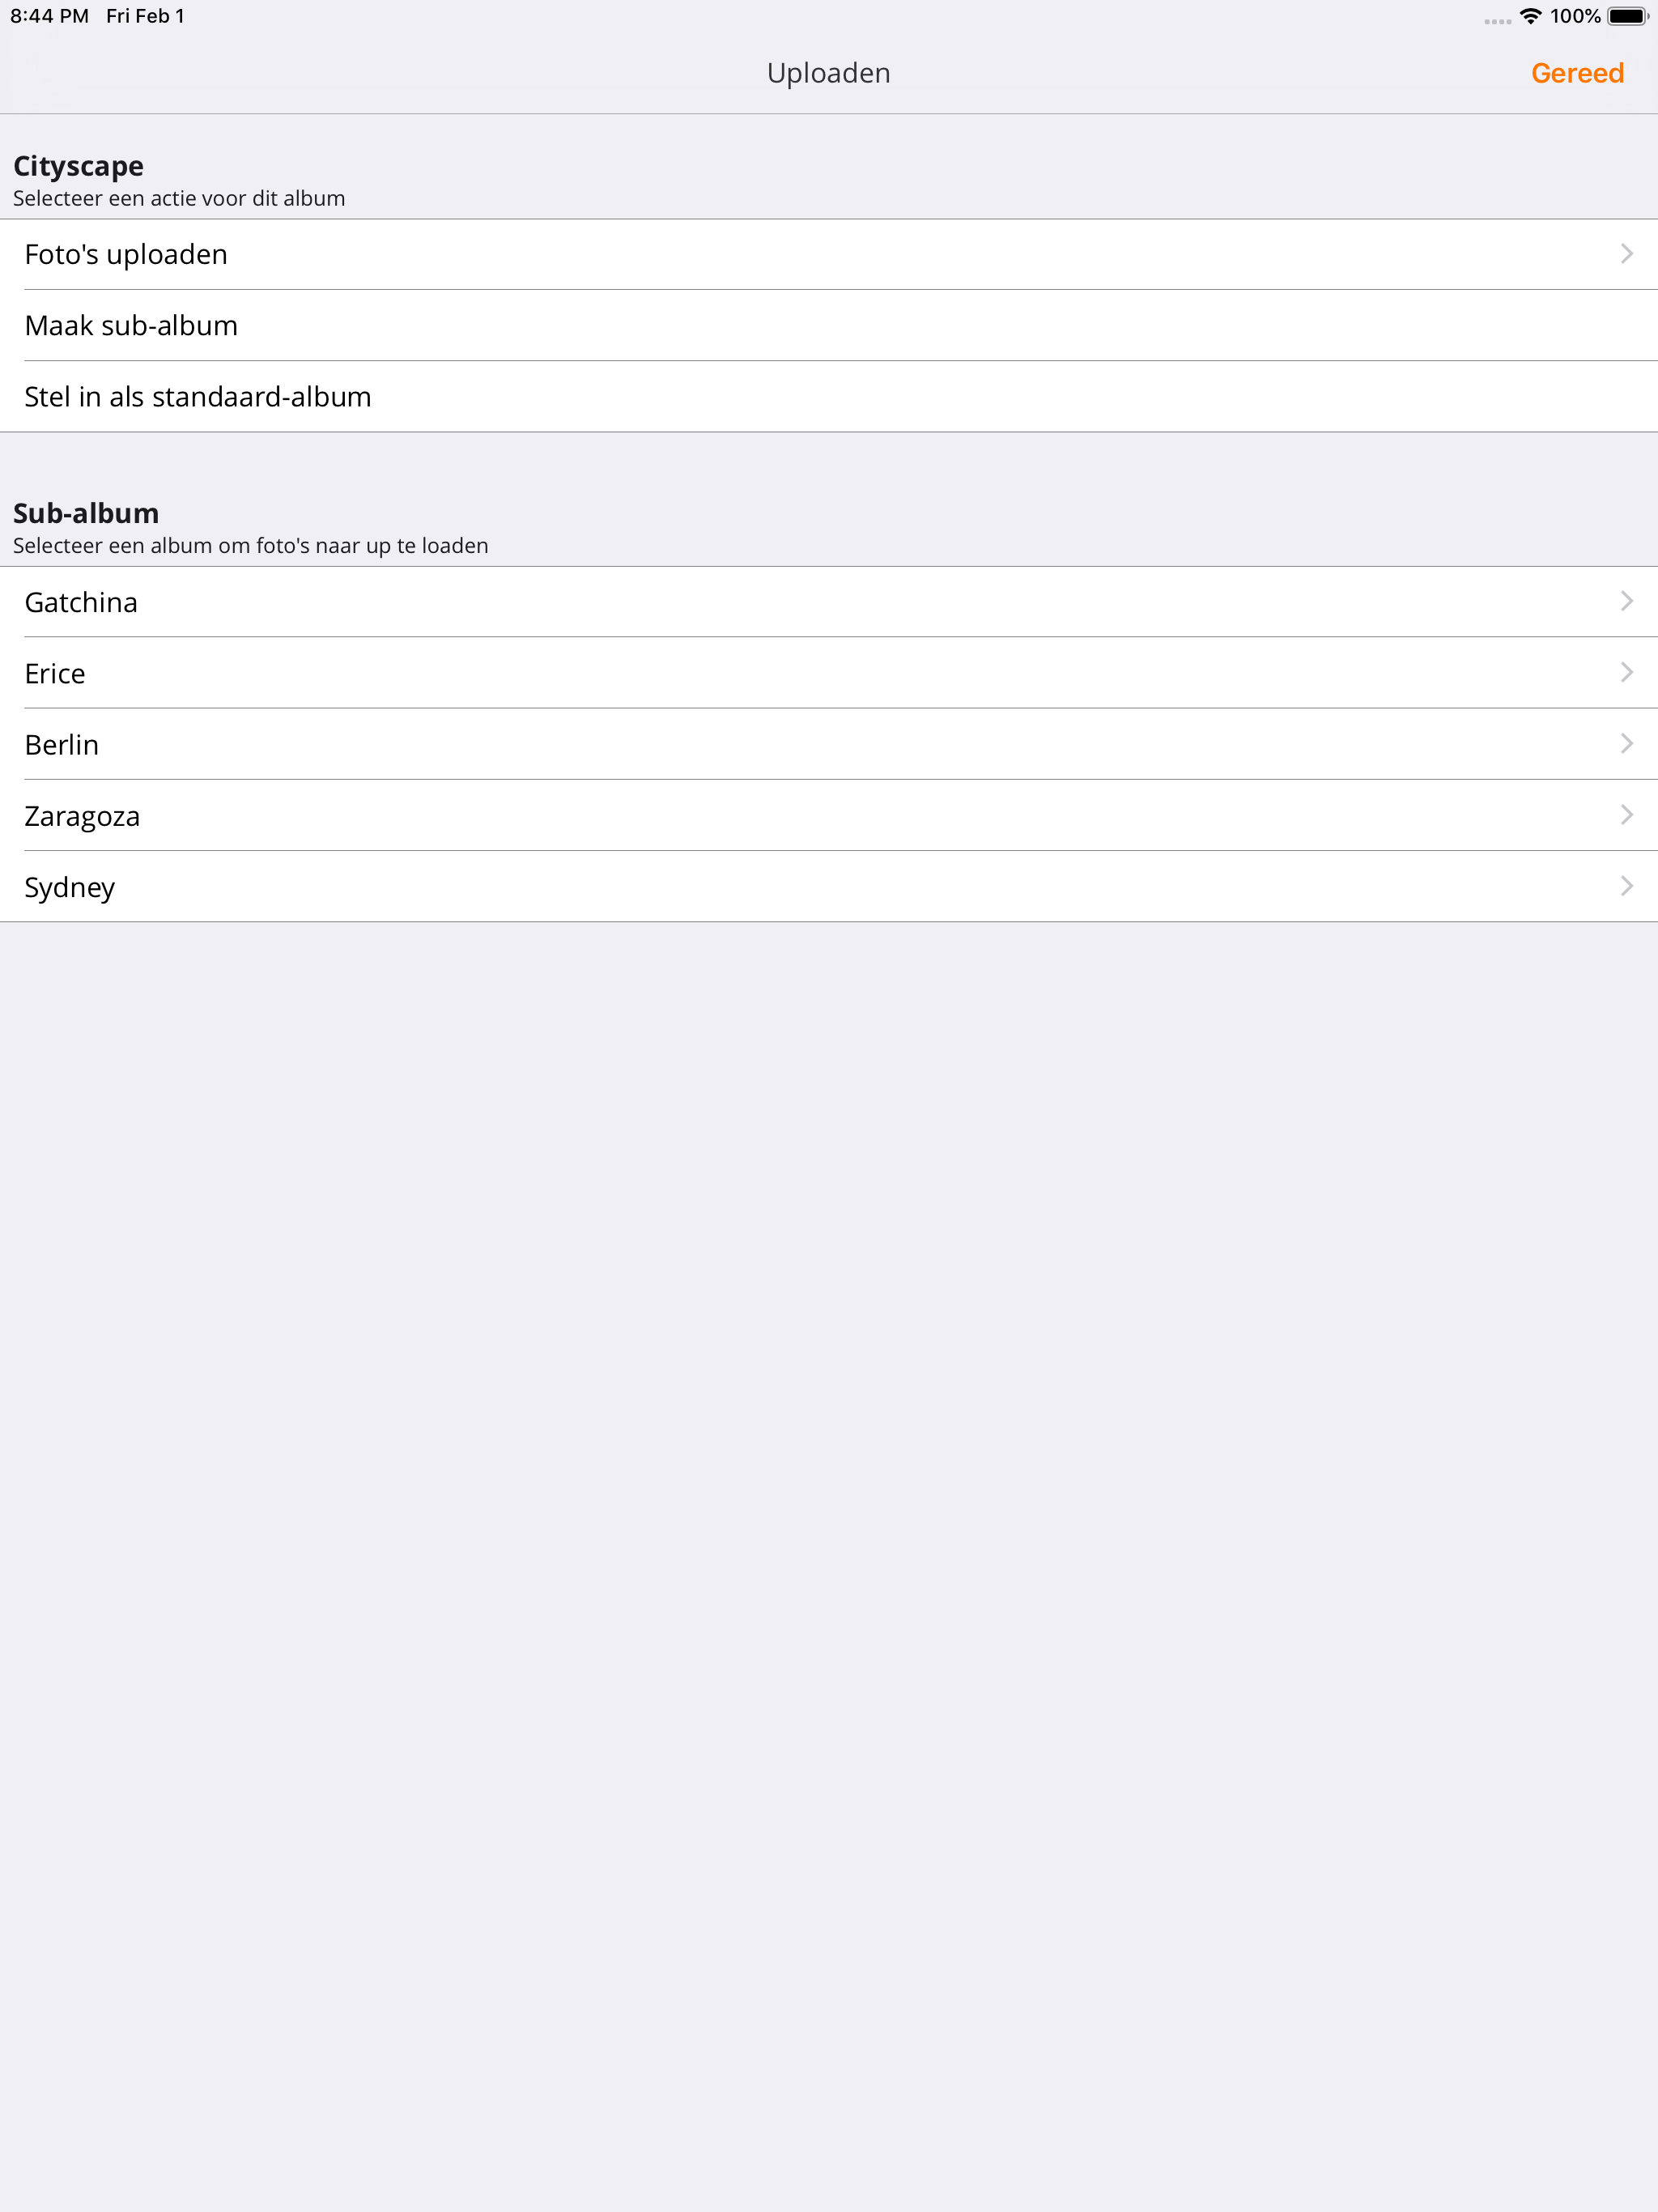 8:44 PM Fri Feb 1 100%
Uploaden Gereed
Cityscape
Selecteer een actie voor dit album
Foto's uploaden
Maak sub-album
Stel in als standaard-album
Sub-album
Selecteer een album om foto's naar up te loaden
Gatchina
Erice
Berlin
Zaragoza
Sydney